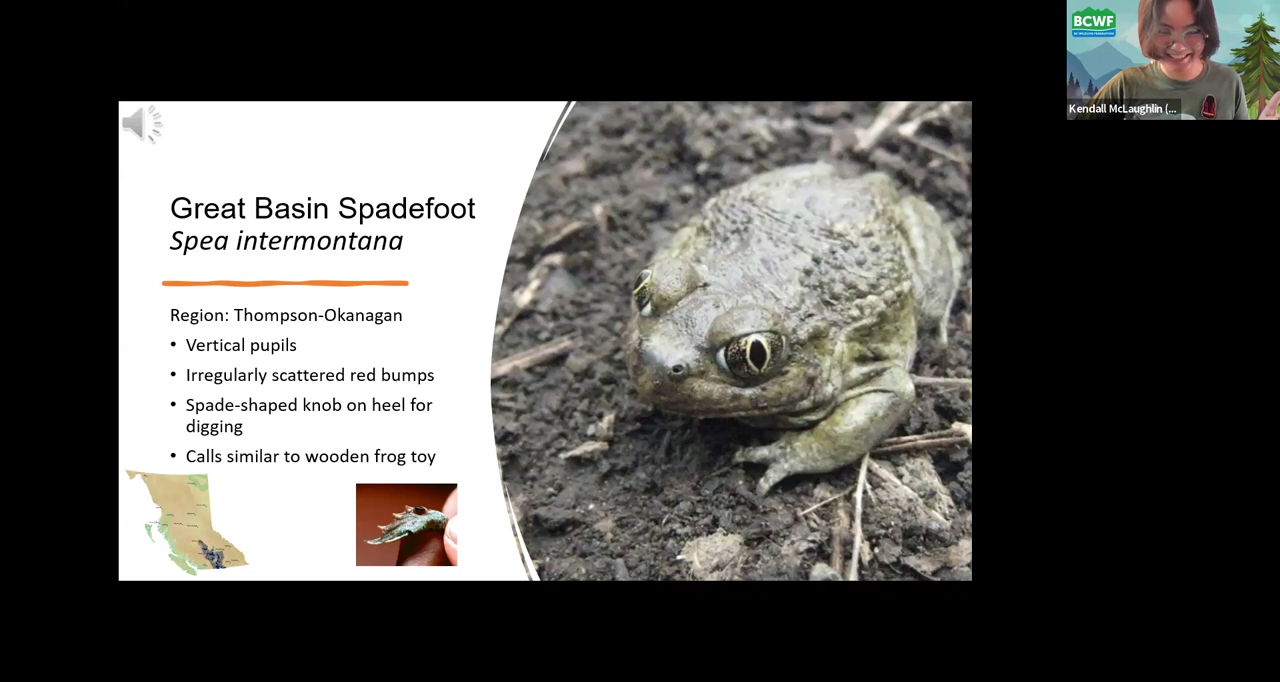 BCWF
Kendall McLaughlin (...
Great Basin Spadefoot
Spea intermontana
Region: Thompson-Okanagan
• Vertical pupils
• Irregularly scattered red bumps
• Spade-shaped knob on heel for
digging
• Calls similar to wooden frog toy